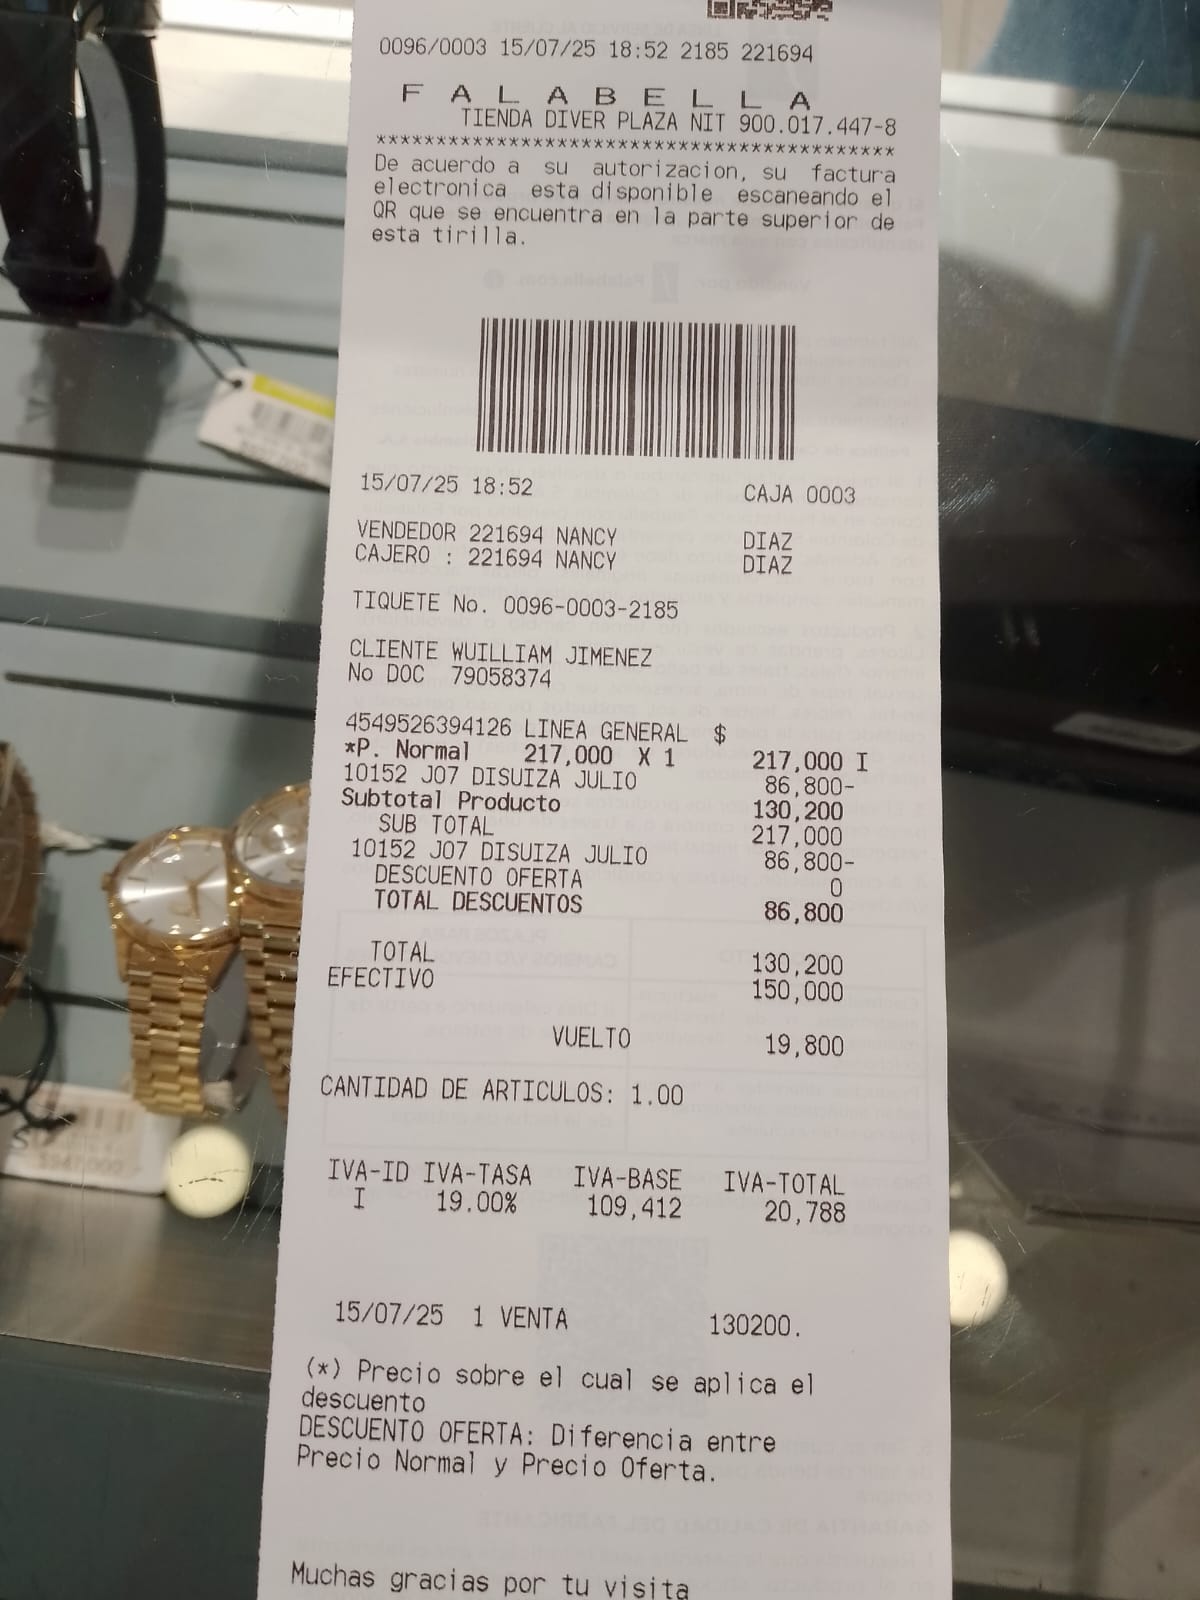 0096/0003 15/07/25 18:52 2185 221694
F A L A B E L L A
TIENDA DIVER PLAZA NIT 900.017.447-8
**********************************************
De acuerdo a su autorizacion, su factura
electronica esta disponible escaneando el
QR que se encuentra en la parte superior de
esta tirilla.
15/07/25 18:52 CAJA 0003
VENDEDOR 221694 NANCY DIAZ
CAJERO : 221694 NANCY DIAZ
TIQUETE No. 0096-0003-2185
CLIENTE WUILLIAM JIMENEZ
No DOC 79058374
4549526394126 LINEA GENERAL $
*P. Normal 217,000 X 1 217,000 I
10152 J07 DISUIZA JULIO 86,800-
Subtotal Producto 130,200
SUB TOTAL 217,000
10152 J07 DISUIZA JULIO 86,800-
DESCUENTO OFERTA 0
TOTAL DESCUENTOS 86,800
TOTAL 130,200
EFECTIVO 150,000
VUELTO 19,800
CANTIDAD DE ARTICULOS: 1.00
IVA-ID IVA-TASA IVA-BASE IVA-TOTAL
I 19.00% 109,412 20,788
15/07/25 1 VENTA 130200.
(*) Precio sobre el cual se aplica el
descuento
DESCUENTO OFERTA: Diferencia entre
Precio Normal y Precio Oferta.
Muchas gracias por tu visita